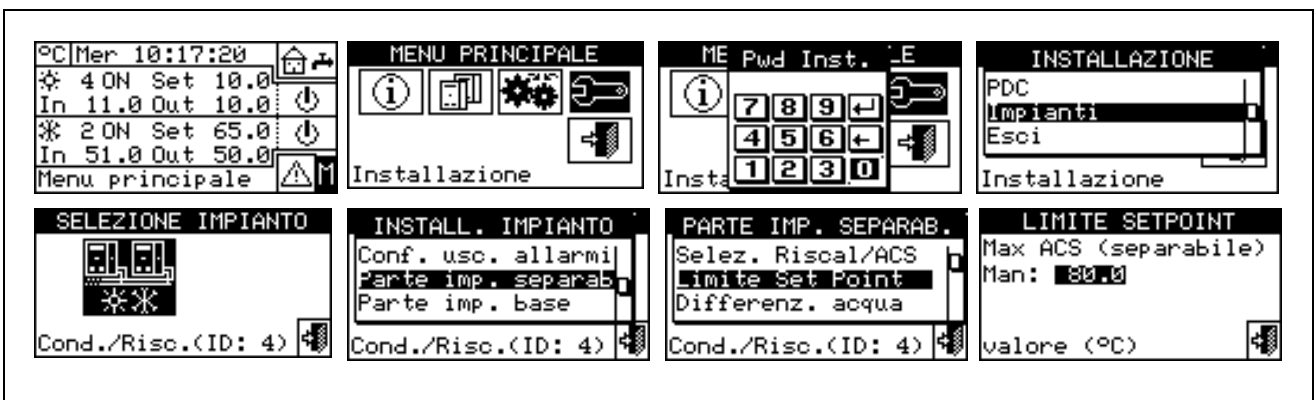 °C Mer 10:17:20
4 ON Set 10.0
In 11.0 Out 10.0
2 ON Set 65.0
In 51.0 Out 50.0
Menu principale M
MENU PRINCIPALE
i
Installazione
ME LE
Pwd Inst.
i
7 8 9
4 5 6
1 2 3 0
Insta
INSTALLAZIONE
PDC
Impianti
Esci
Installazione
SELEZIONE IMPIANTO
Cond./Risc.(ID: 4)
INSTALL. IMPIANTO
Conf. usc. allarmi
Parte imp. separab
Parte imp. base
Cond./Risc.(ID: 4)
PARTE IMP. SEPARAB.
Selez. Riscal/ACS
Limite Set Point
Differenz. acqua
Cond./Risc.(ID: 4)
LIMITE SETPOINT
Max ACS (separabile)
Man: 80.0
valore (°C)